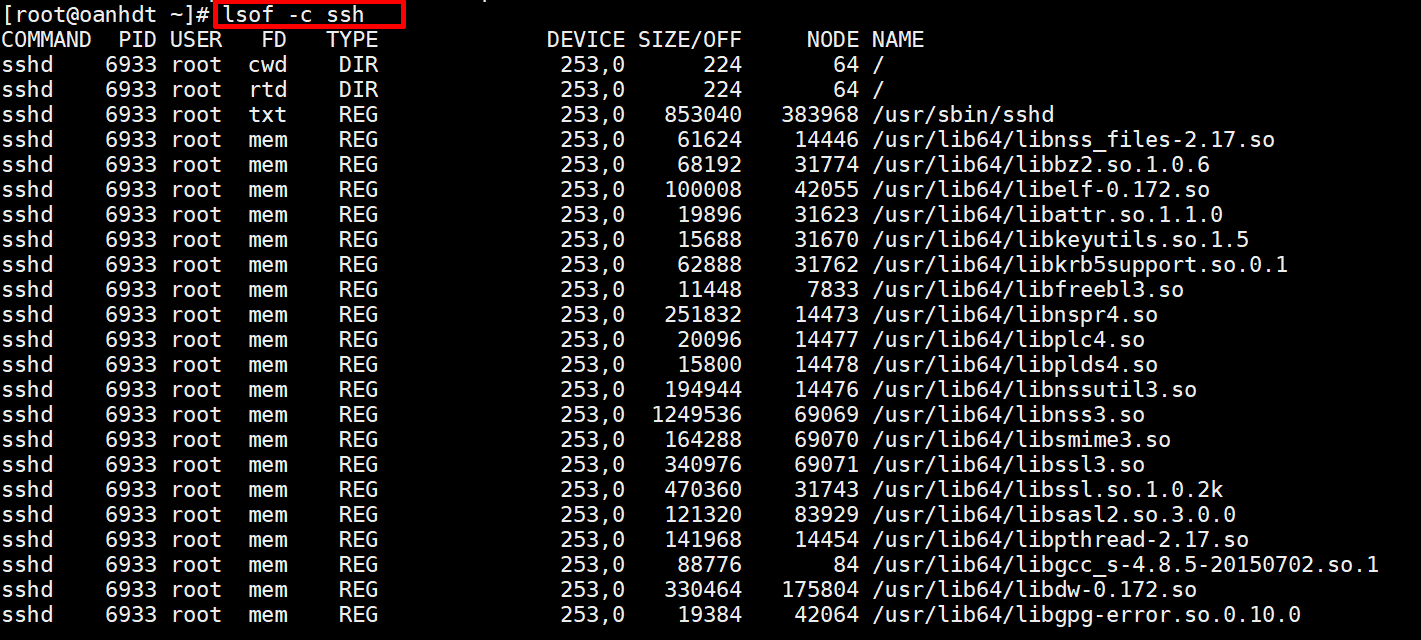 [root@oanhdt ~]# lsof -c ssh
COMMAND  PID USER   FD   TYPE             DEVICE SIZE/OFF     NODE NAME
sshd    6933 root  cwd    DIR              253,0      224       64 /
sshd    6933 root  rtd    DIR              253,0      224       64 /
sshd    6933 root  txt    REG              253,0   853040   383968 /usr/sbin/sshd
sshd    6933 root  mem    REG              253,0    61624    14446 /usr/lib64/libnss_files-2.17.so
sshd    6933 root  mem    REG              253,0    68192    31774 /usr/lib64/libbz2.so.1.0.6
sshd    6933 root  mem    REG              253,0   100008    42055 /usr/lib64/libelf-0.172.so
sshd    6933 root  mem    REG              253,0    19896    31623 /usr/lib64/libattr.so.1.1.0
sshd    6933 root  mem    REG              253,0    15688    31670 /usr/lib64/libkeyutils.so.1.5
sshd    6933 root  mem    REG              253,0    62888    31762 /usr/lib64/libkrb5support.so.0.1
sshd    6933 root  mem    REG              253,0    11448     7833 /usr/lib64/libfreebl3.so
sshd    6933 root  mem    REG              253,0   251832    14473 /usr/lib64/libnspr4.so
sshd    6933 root  mem    REG              253,0    20096    14477 /usr/lib64/libplc4.so
sshd    6933 root  mem    REG              253,0    15800    14478 /usr/lib64/libplds4.so
sshd    6933 root  mem    REG              253,0   194944    14476 /usr/lib64/libnssutil3.so
sshd    6933 root  mem    REG              253,0  1249536    69069 /usr/lib64/libnss3.so
sshd    6933 root  mem    REG              253,0   164288    69070 /usr/lib64/libsmime3.so
sshd    6933 root  mem    REG              253,0   340976    69071 /usr/lib64/libssl3.so
sshd    6933 root  mem    REG              253,0   470360    31743 /usr/lib64/libssl.so.1.0.2k
sshd    6933 root  mem    REG              253,0   121320    83929 /usr/lib64/libsasl2.so.3.0.0
sshd    6933 root  mem    REG              253,0   141968    14454 /usr/lib64/libpthread-2.17.so
sshd    6933 root  mem    REG              253,0    88776       84 /usr/lib64/libgcc_s-4.8.5-20150702.so.1
sshd    6933 root  mem    REG              253,0   330464   175804 /usr/lib64/libdw-0.172.so
sshd    6933 root  mem    REG              253,0    19384    42064 /usr/lib64/libgpg-error.so.0.10.0